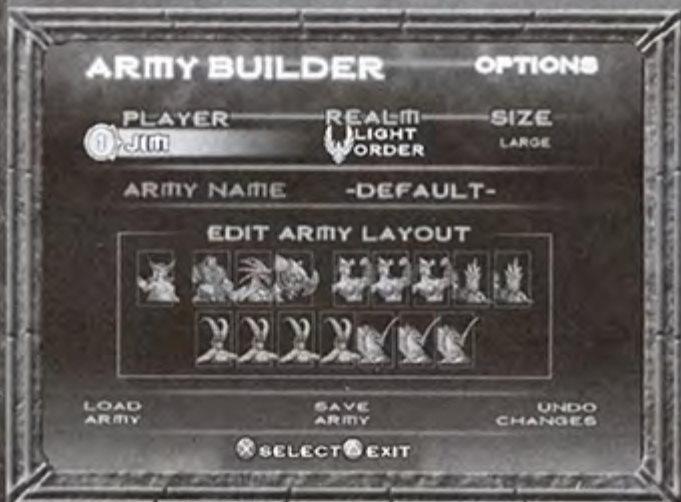 ARMY BUILDER OPTIONS
PLAYER REALM SIZE
1 JIM LIGHT ORDER LARGE
ARMY NAME -DEFAULT-
EDIT ARMY LAYOUT
LOAD ARMY SAVE ARMY UNDO CHANGES
SELECT EXIT